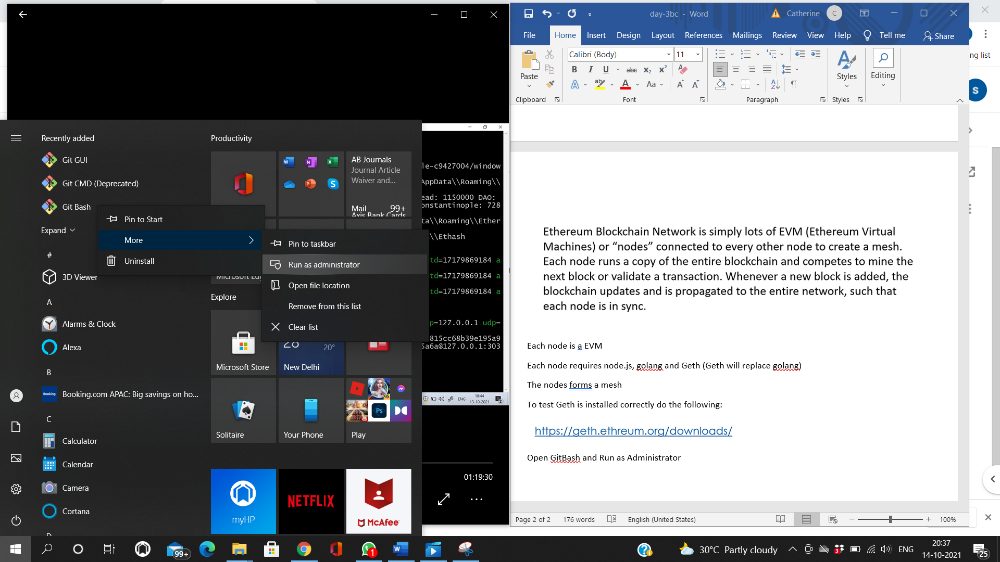 day-3bc - Word
Catherine
C
File
Home
Insert
Design
Layout
References
Mailings
Review
View
Help
Tell me
Share
ng list
Calibri (Body)
11
Paste
Styles
Editing
Clipboard
Font
Paragraph
Styles
S
Recently added
Git GUI
Git CMD (Deprecated)
Git Bash
Expand
#
3D Viewer
A
Alarms & Clock
Alexa
B
Booking.com APAC: Big savings on ho...
C
Calculator
Calendar
Camera
Cortana
Pin to Start
More
Uninstall
Pin to taskbar
Run as administrator
Open file location
Remove from this list
Clear list
Productivity
AB Journals
Journal Article
Waiver and...
Mail 99+
Axis Bank Cards
Explore
Microsoft Store
20°
New Delhi
Solitaire
Your Phone
Play
myHP
NETFLIX
McAfee
le-c9427004/window
AppData\\Roaming\\
ead: 1150000 DAO:
onstantinople: 728
ta\\Roaming\\Ether
\\Ethash
td=17179869184 a
td=17179869184 a
td=17179869184 a
p=127.0.0.1 udp=
815cc68b39e195a9
5a6a@127.0.0.1:303
ENG
18:44
13-10-2021
01:19:30
Ethereum Blockchain Network is simply lots of EVM (Ethereum Virtual
Machines) or “nodes” connected to every other node to create a mesh.
Each node runs a copy of the entire blockchain and competes to mine the
next block or validate a transaction. Whenever a new block is added, the
blockchain updates and is propagated to the entire network, such that
each node is in sync.
Each node is a EVM
Each node requires node.js, golang and Geth (Geth will replace golang)
The nodes forms a mesh
To test Geth is installed correctly do the following:
https://geth.ethreum.org/downloads/
Open GitBash and Run as Administrator
Page 2 of 2
176 words
English (United States)
100%
99+
1
30°C Partly cloudy
3
ENG
20:37
14-10-2021
25